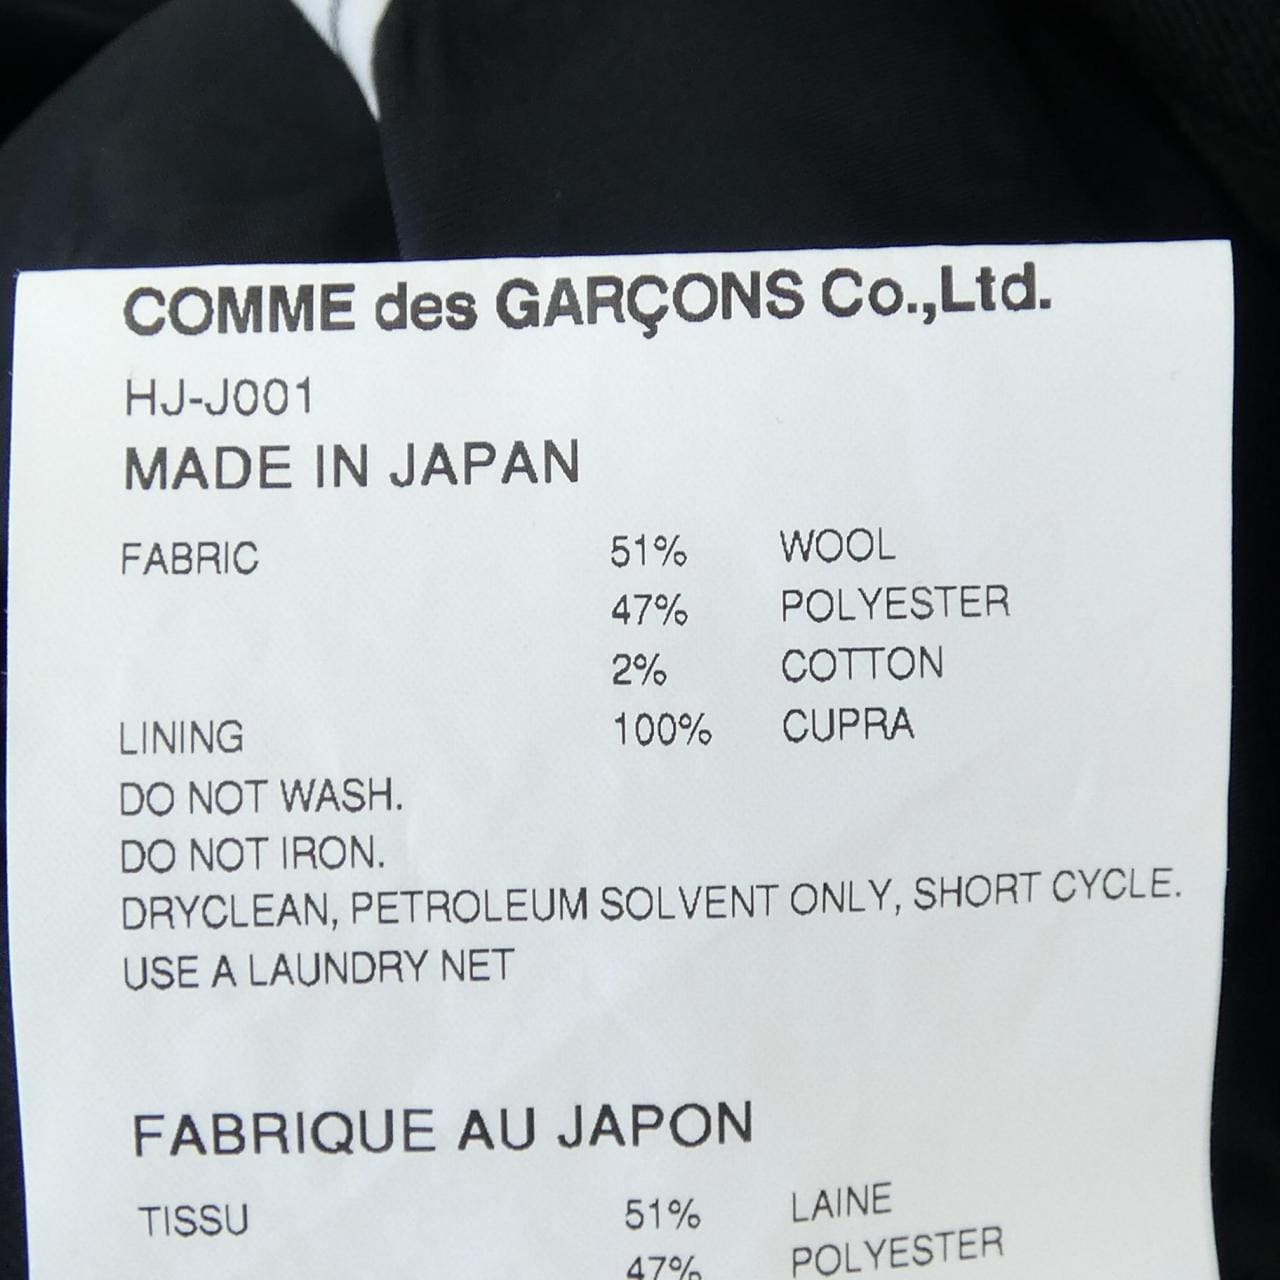 COMME des GARÇONS Co.,Ltd.
HJ-J001
MADE IN JAPAN
FABRIC 51% WOOL
47% POLYESTER
2% COTTON
LINING 100% CUPRA
DO NOT WASH.
DO NOT IRON.
DRYCLEAN, PETROLEUM SOLVENT ONLY, SHORT CYCLE.
USE A LAUNDRY NET
FABRIQUE AU JAPON
TISSU 51% LAINE
47% POLYESTER